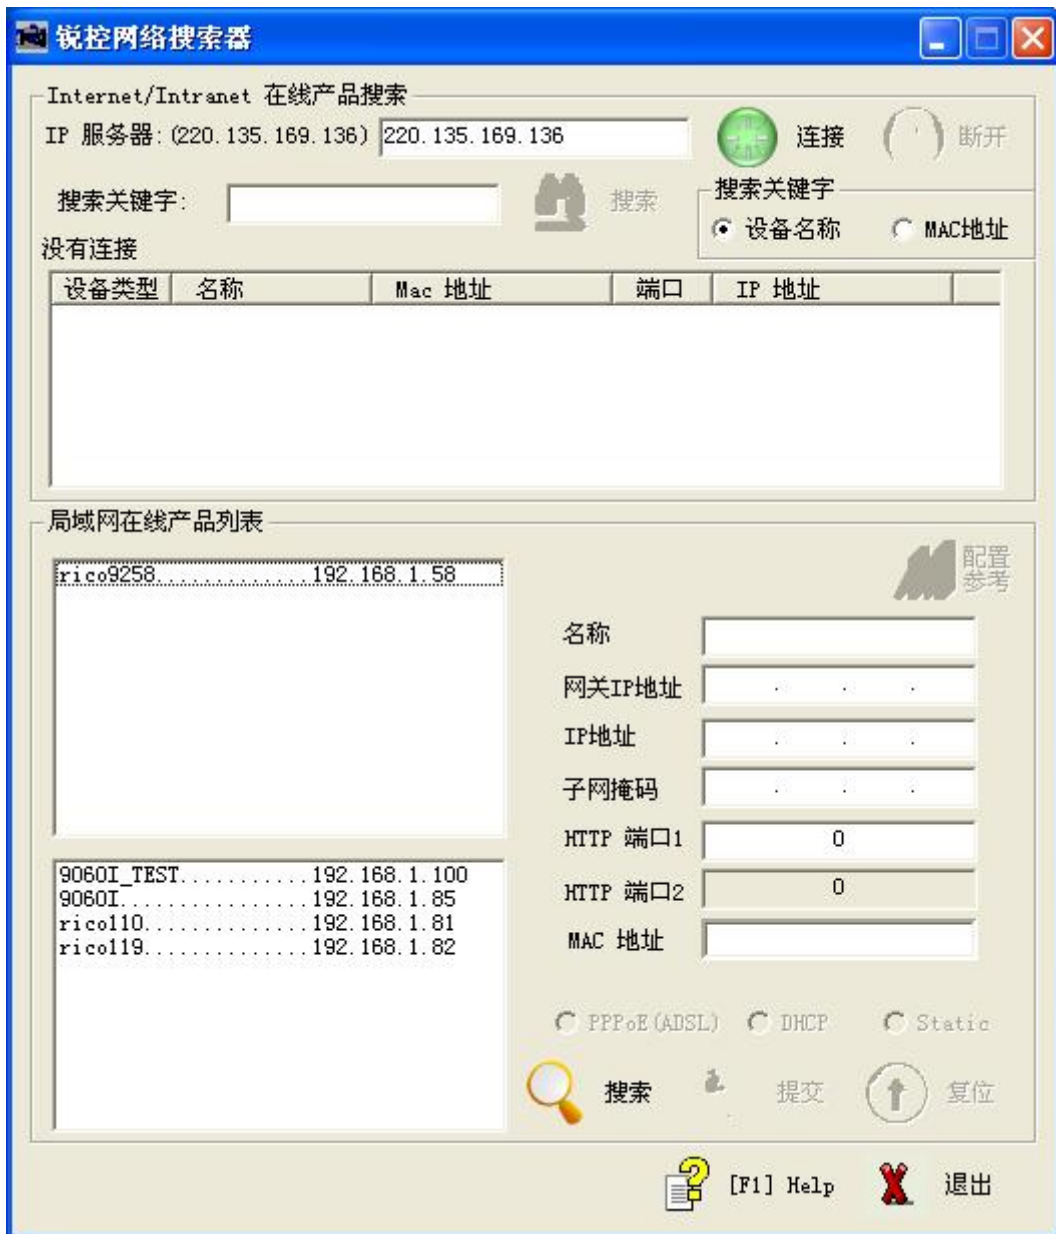 锐控网络搜索器
Internet/Intranet 在线产品搜索
IP 服务器:(220.135.169.136) 220.135.169.136 连接 断开
搜索关键字: 搜索
搜索关键字
设备名称 MAC地址
没有连接
设备类型 名称 Mac 地址 端口 IP 地址
局域网在线产品列表
rico9258.............192.168.1.58
配置
参考
名称
网关IP地址 . . .
IP地址 . . .
子网掩码 . . .
HTTP 端口1 0
HTTP 端口2 0
MAC 地址
9060I_TEST...........192.168.1.100
9060I................192.168.1.85
rico110..............192.168.1.81
rico119..............192.168.1.82
PPPoE(ADSL) DHCP Static
搜索 提交 复位
[F1] Help 退出